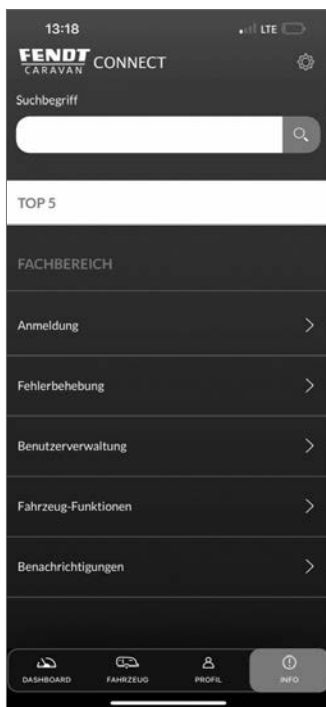 13:18
LTE
FENDT
CARAVAN
CONNECT
Suchbegriff
TOP 5
FACHBEREICH
Anmeldung
Fehlerbehebung
Benutzerverwaltung
Fahrzeug-Funktionen
Benachrichtigungen
DASHBOARD FAHRZEUG PROFIL INFO